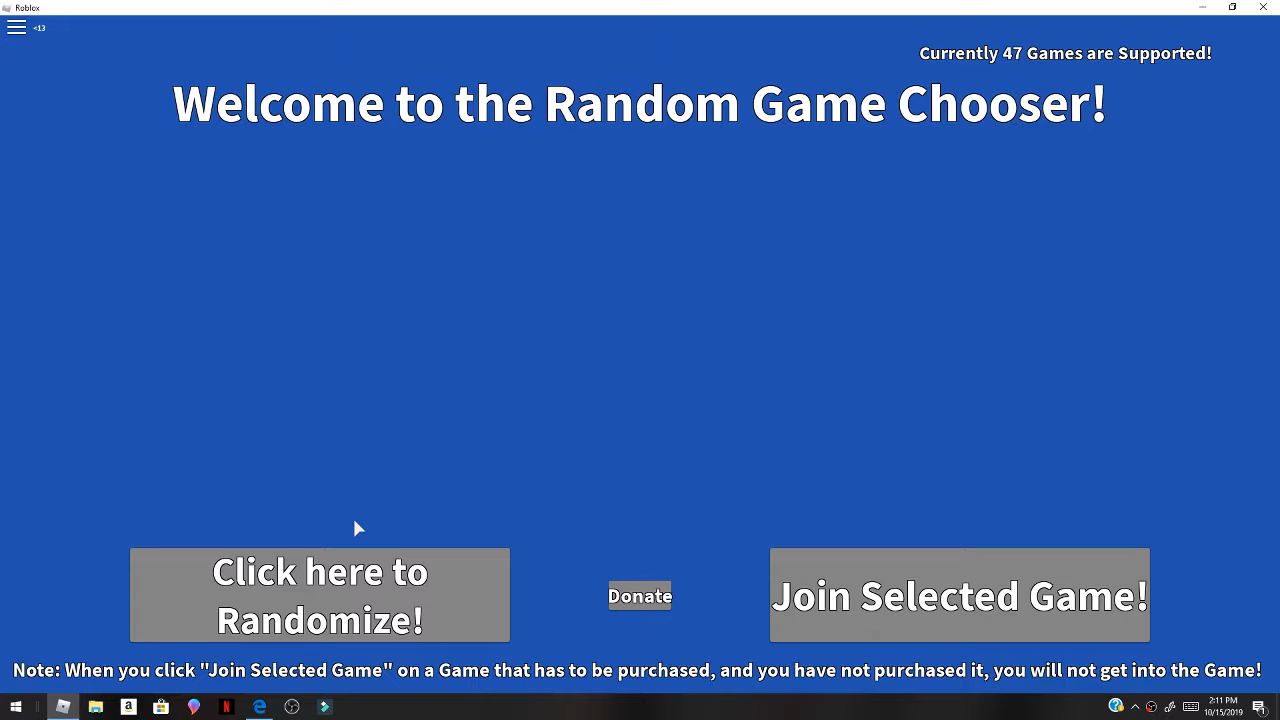 Roblox
<13
Currently 47 Games are Supported!
Welcome to the Random Game Chooser!
Click here to
Randomize!
Donate
Join Selected Game!
Note: When you click "Join Selected Game" on a Game that has to be purchased, and you have not purchased it, you will not get into the Game!
2:11 PM
10/15/2019